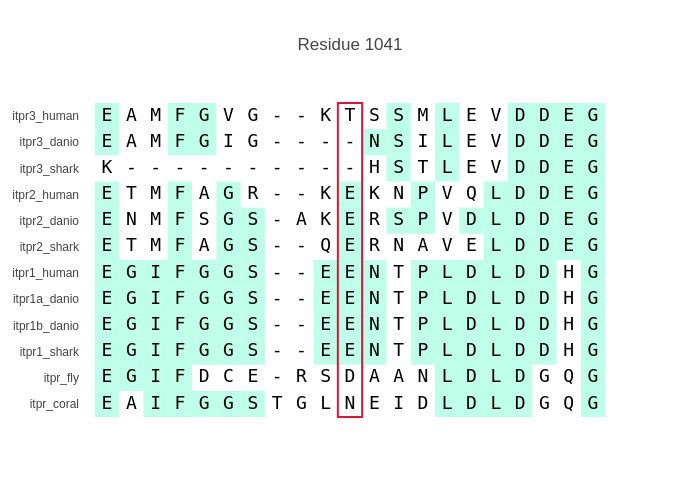 Residue 1041
itpr3_human E A M F G V G - - K T S S M L E V D D E G
itpr3_danio E A M F G I G - - - - N S I L E V D D E G
itpr3_shark K - - - - - - - - - - H S T L E V D D E G
itpr2_human E T M F A G R - - K E K N P V Q L D D E G
itpr2_danio E N M F S G S - A K E R S P V D L D D E G
itpr2_shark E T M F A G S - - Q E R N A V E L D D E G
itpr1_human E G I F G G S - - E E N T P L D L D D H G
itpr1a_danio E G I F G G S - - E E N T P L D L D D H G
itpr1b_danio E G I F G G S - - E E N T P L D L D D H G
itpr1_shark E G I F G G S - - E E N T P L D L D D H G
itpr_fly E G I F D C E - R S D A A N L D L D G Q G
itpr_coral E A I F G G S T G L N E I D L D L D G Q G